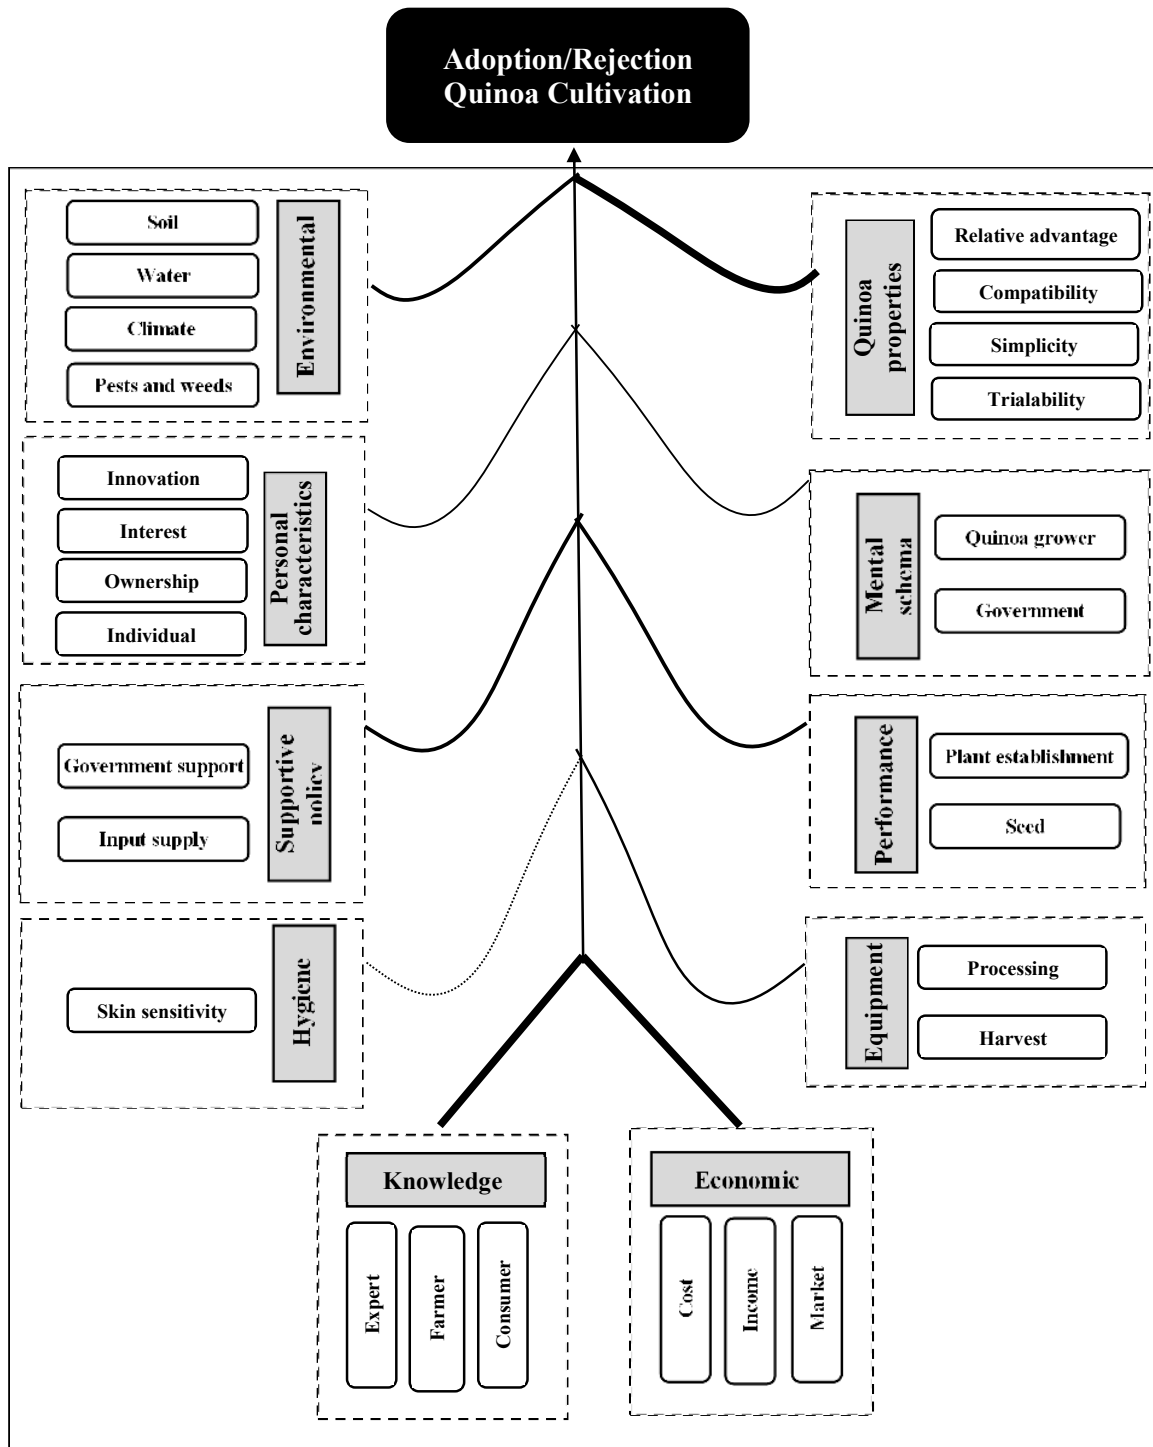 Adoption/Rejection
Quinoa Cultivation
Soil
Water
Climate
Pests and weeds
Environmental
Relative advantage
Compatibility
Simplicity
Trialability
Quinoa
properties
Innovation
Interest
Ownership
Individual
Personal
characteristics
Quinoa grower
Government
Mental
schema
Government support
Input supply
Supportive
policy
Plant establishment
Seed
Performance
Skin sensitivity
Hygiene
Processing
Harvest
Equipment
Knowledge
Expert
Farmer
Consumer
Economic
Cost
Income
Market